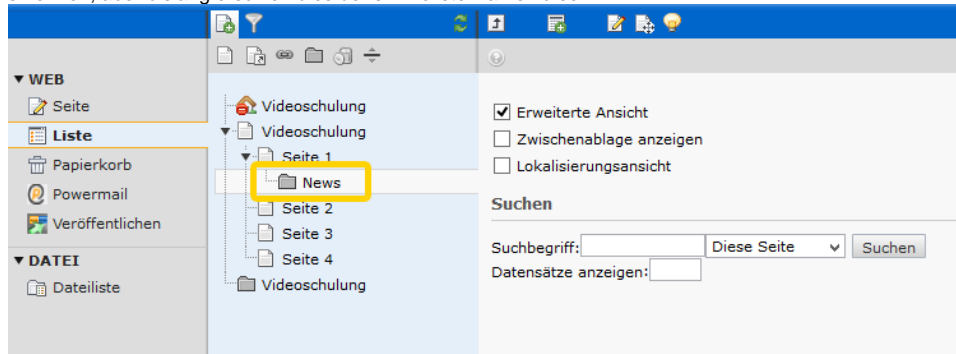 WEB
Seite
Liste
Papierkorb
Powermail
Veröffentlichen
DATEI
Dateiliste
Videoschulung
Videoschulung
Seite 1
News
Seite 2
Seite 3
Seite 4
Videoschulung
Erweiterte Ansicht
Zwischenablage anzeigen
Lokalisierungsansicht
Suchen
Suchbegriff: Diese Seite Suchen
Datensätze anzeigen: